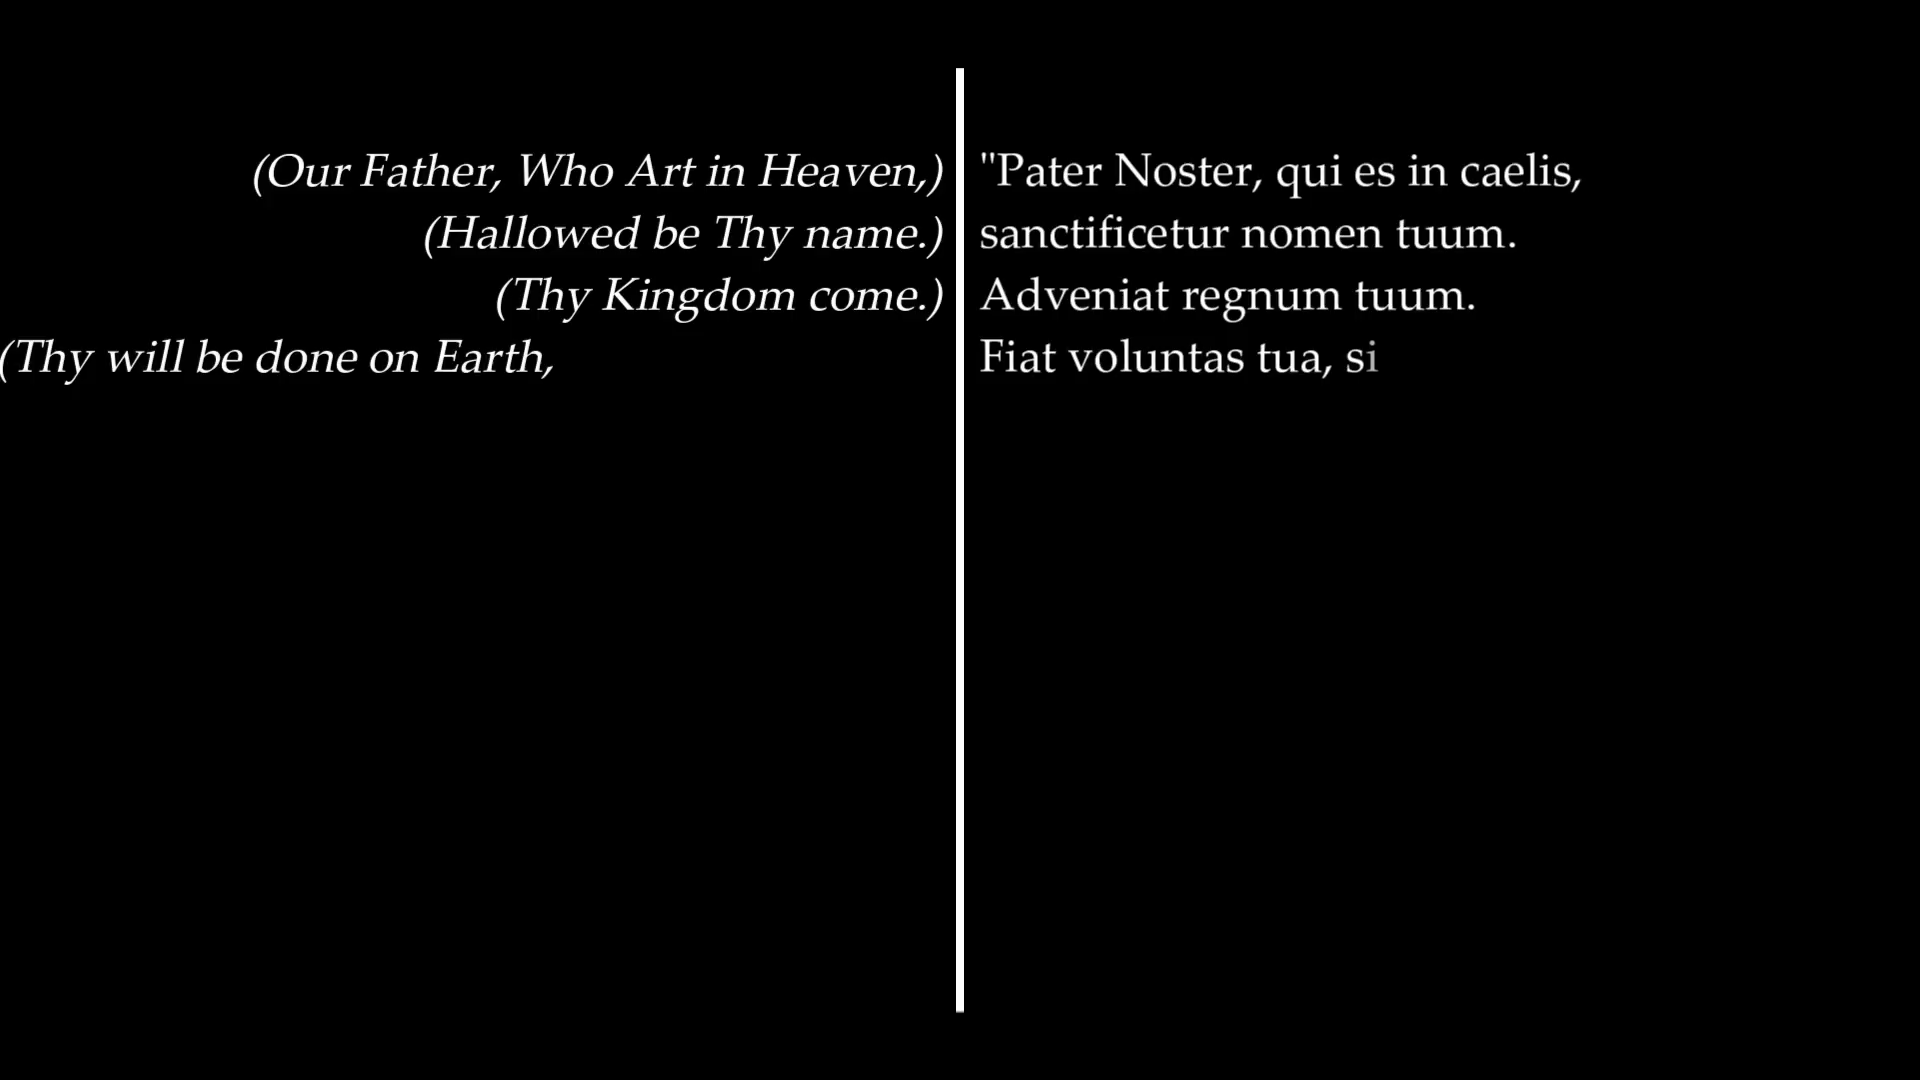 (Our Father, Who Art in Heaven,)
(Hallowed be Thy name.)
(Thy Kingdom come.)
(Thy will be done on Earth,
"Pater Noster, qui es in caelis,
sanctificetur nomen tuum.
Adveniat regnum tuum.
Fiat voluntas tua, si